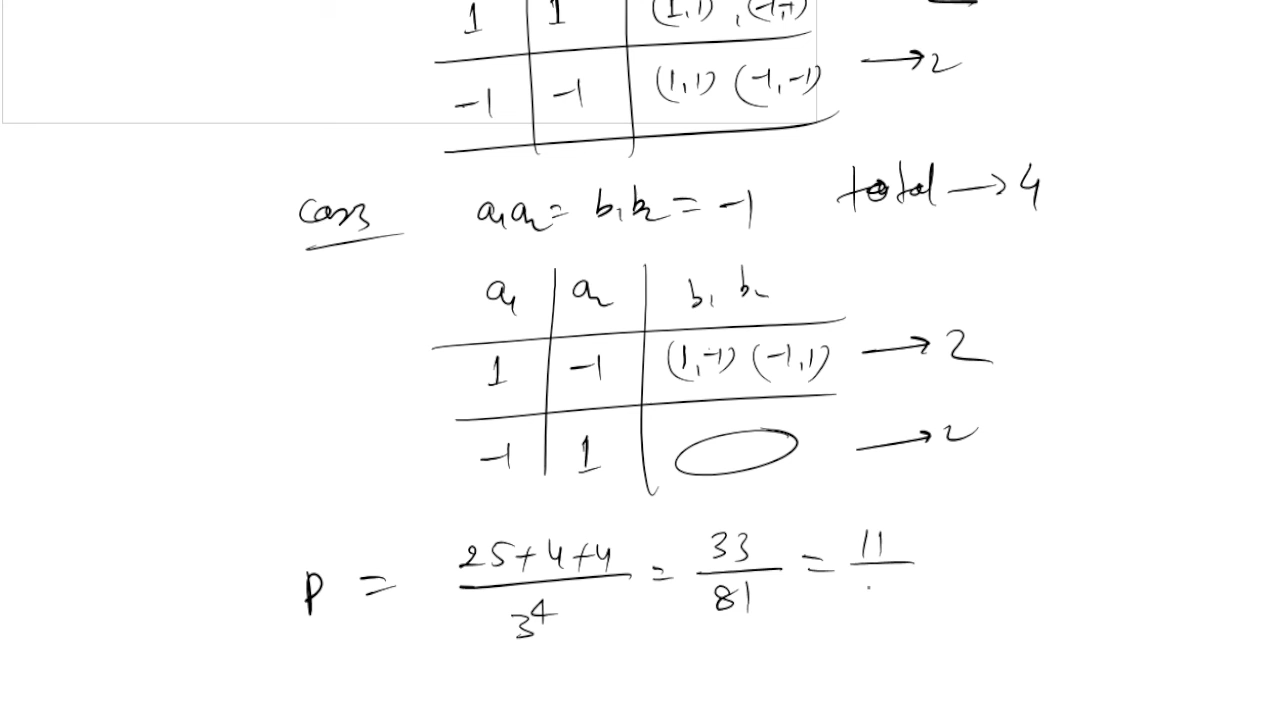 1 1 (1,1) , (-1,-1)
-1 -1 (1,1) (-1,-1) → 2
total → 4
a₁a₂ = b₁b₂ = -1
a₁ a₂ b₁ b₂
1 -1 (1,-1) (-1,1) → 2
-1 1 → 2
P = 25+4+4 / 3⁴ = 33 / 81 = 11